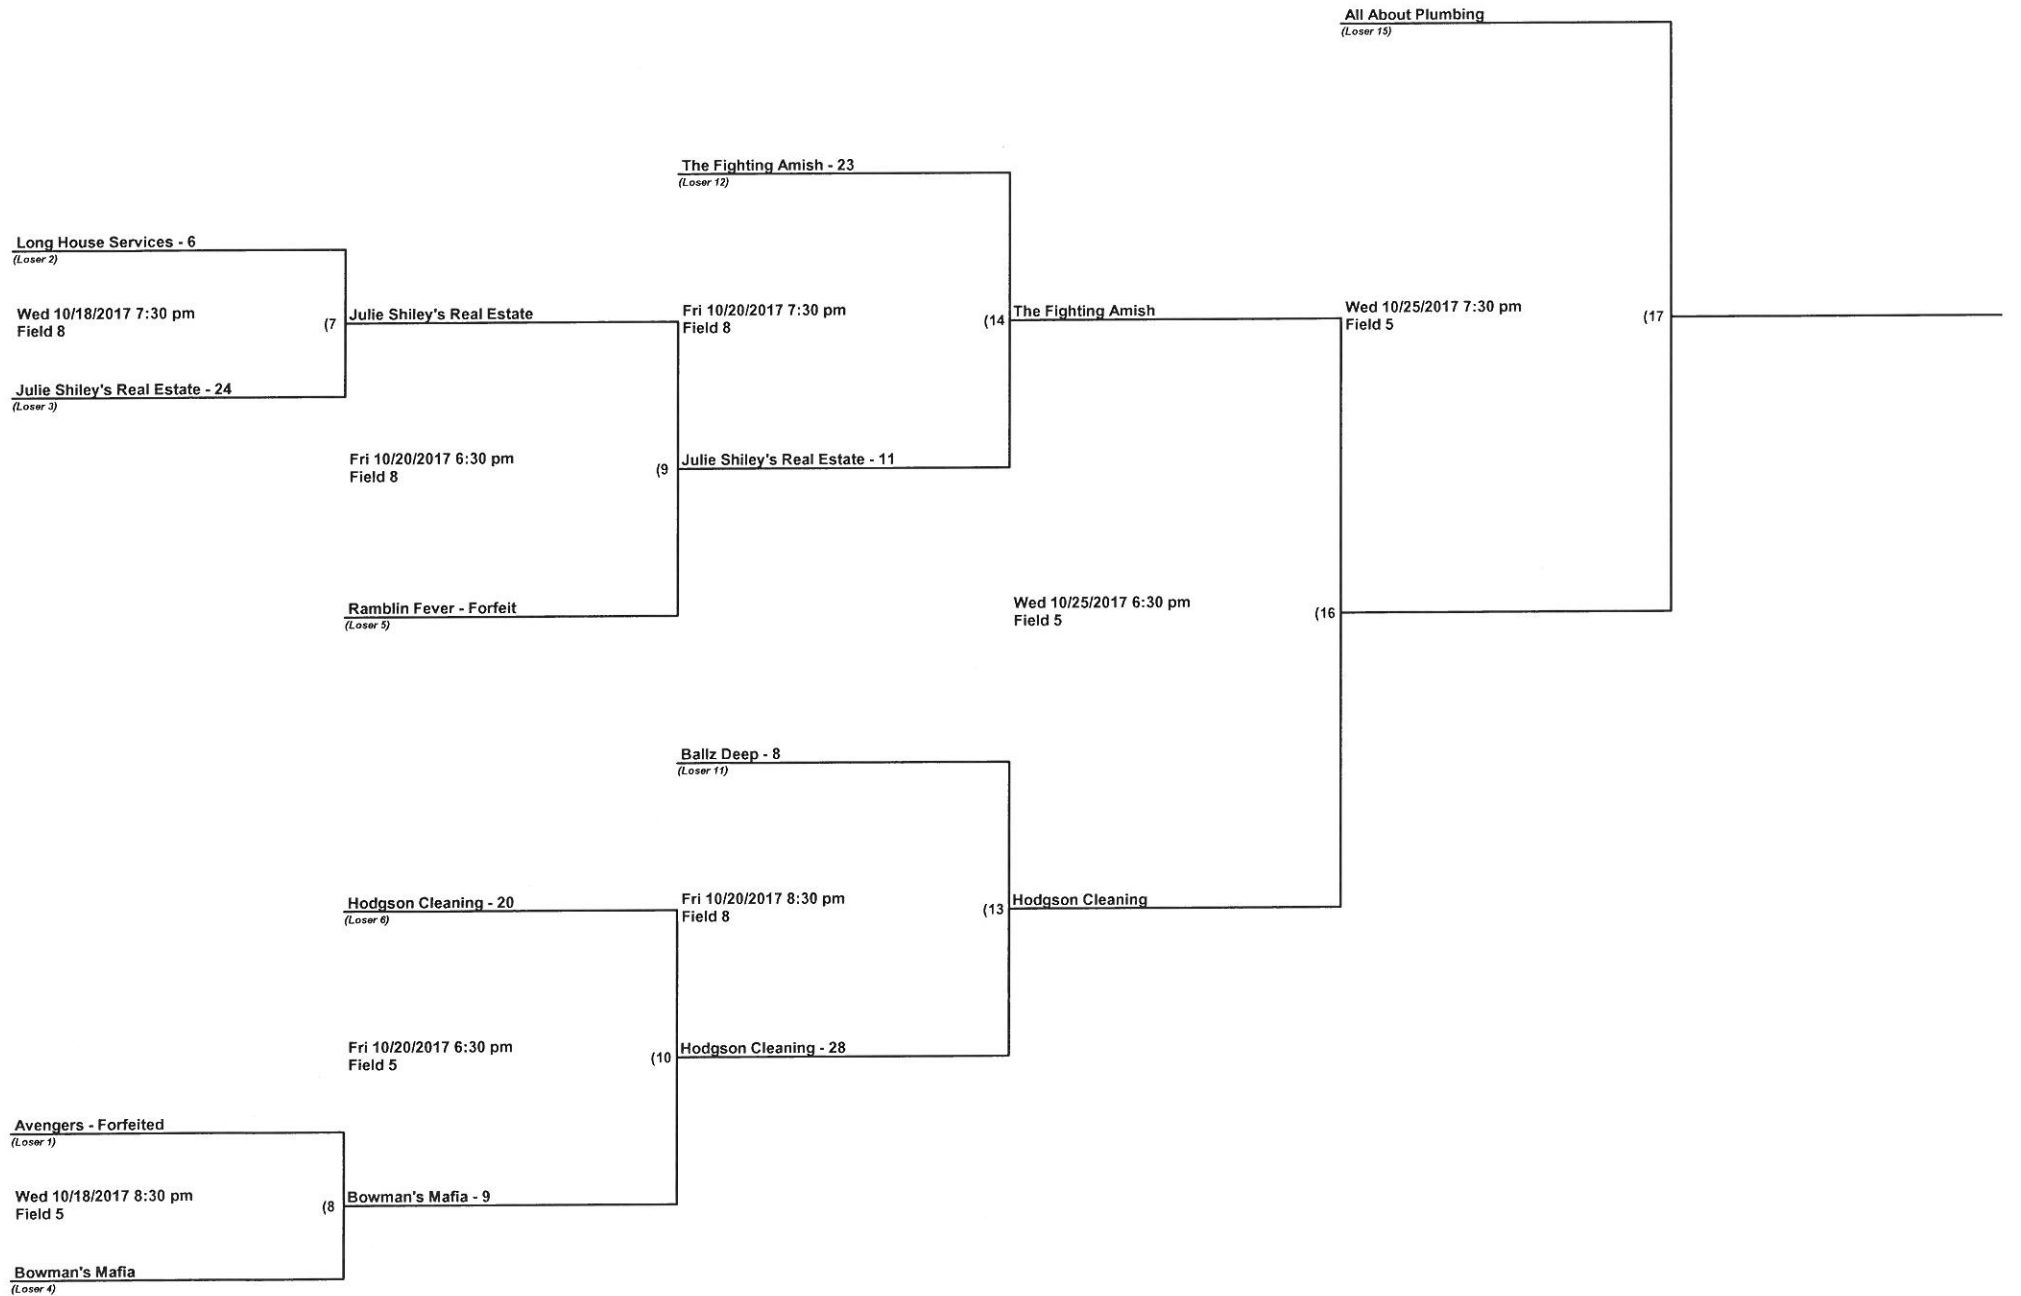 All About Plumbing
(Loser 15)
The Fighting Amish - 23
(Loser 12)
Long House Services - 6
(Loser 2)
Wed 10/18/2017 7:30 pm
Field 8
(7
Julie Shiley's Real Estate
Julie Shiley's Real Estate - 24
(Loser 3)
Fri 10/20/2017 7:30 pm
Field 8
(14
The Fighting Amish
Wed 10/25/2017 7:30 pm
Field 5
(17
Fri 10/20/2017 6:30 pm
Field 8
(9
Julie Shiley's Real Estate - 11
Ramblin Fever - Forfeit
(Loser 5)
Wed 10/25/2017 6:30 pm
Field 5
(16
Ballz Deep - 8
(Loser 11)
Hodgson Cleaning - 20
(Loser 6)
Fri 10/20/2017 8:30 pm
Field 8
(13
Hodgson Cleaning
Fri 10/20/2017 6:30 pm
Field 5
(10
Hodgson Cleaning - 28
Avengers - Forfeited
(Loser 1)
Wed 10/18/2017 8:30 pm
Field 5
(8
Bowman's Mafia - 9
Bowman's Mafia
(Loser 4)